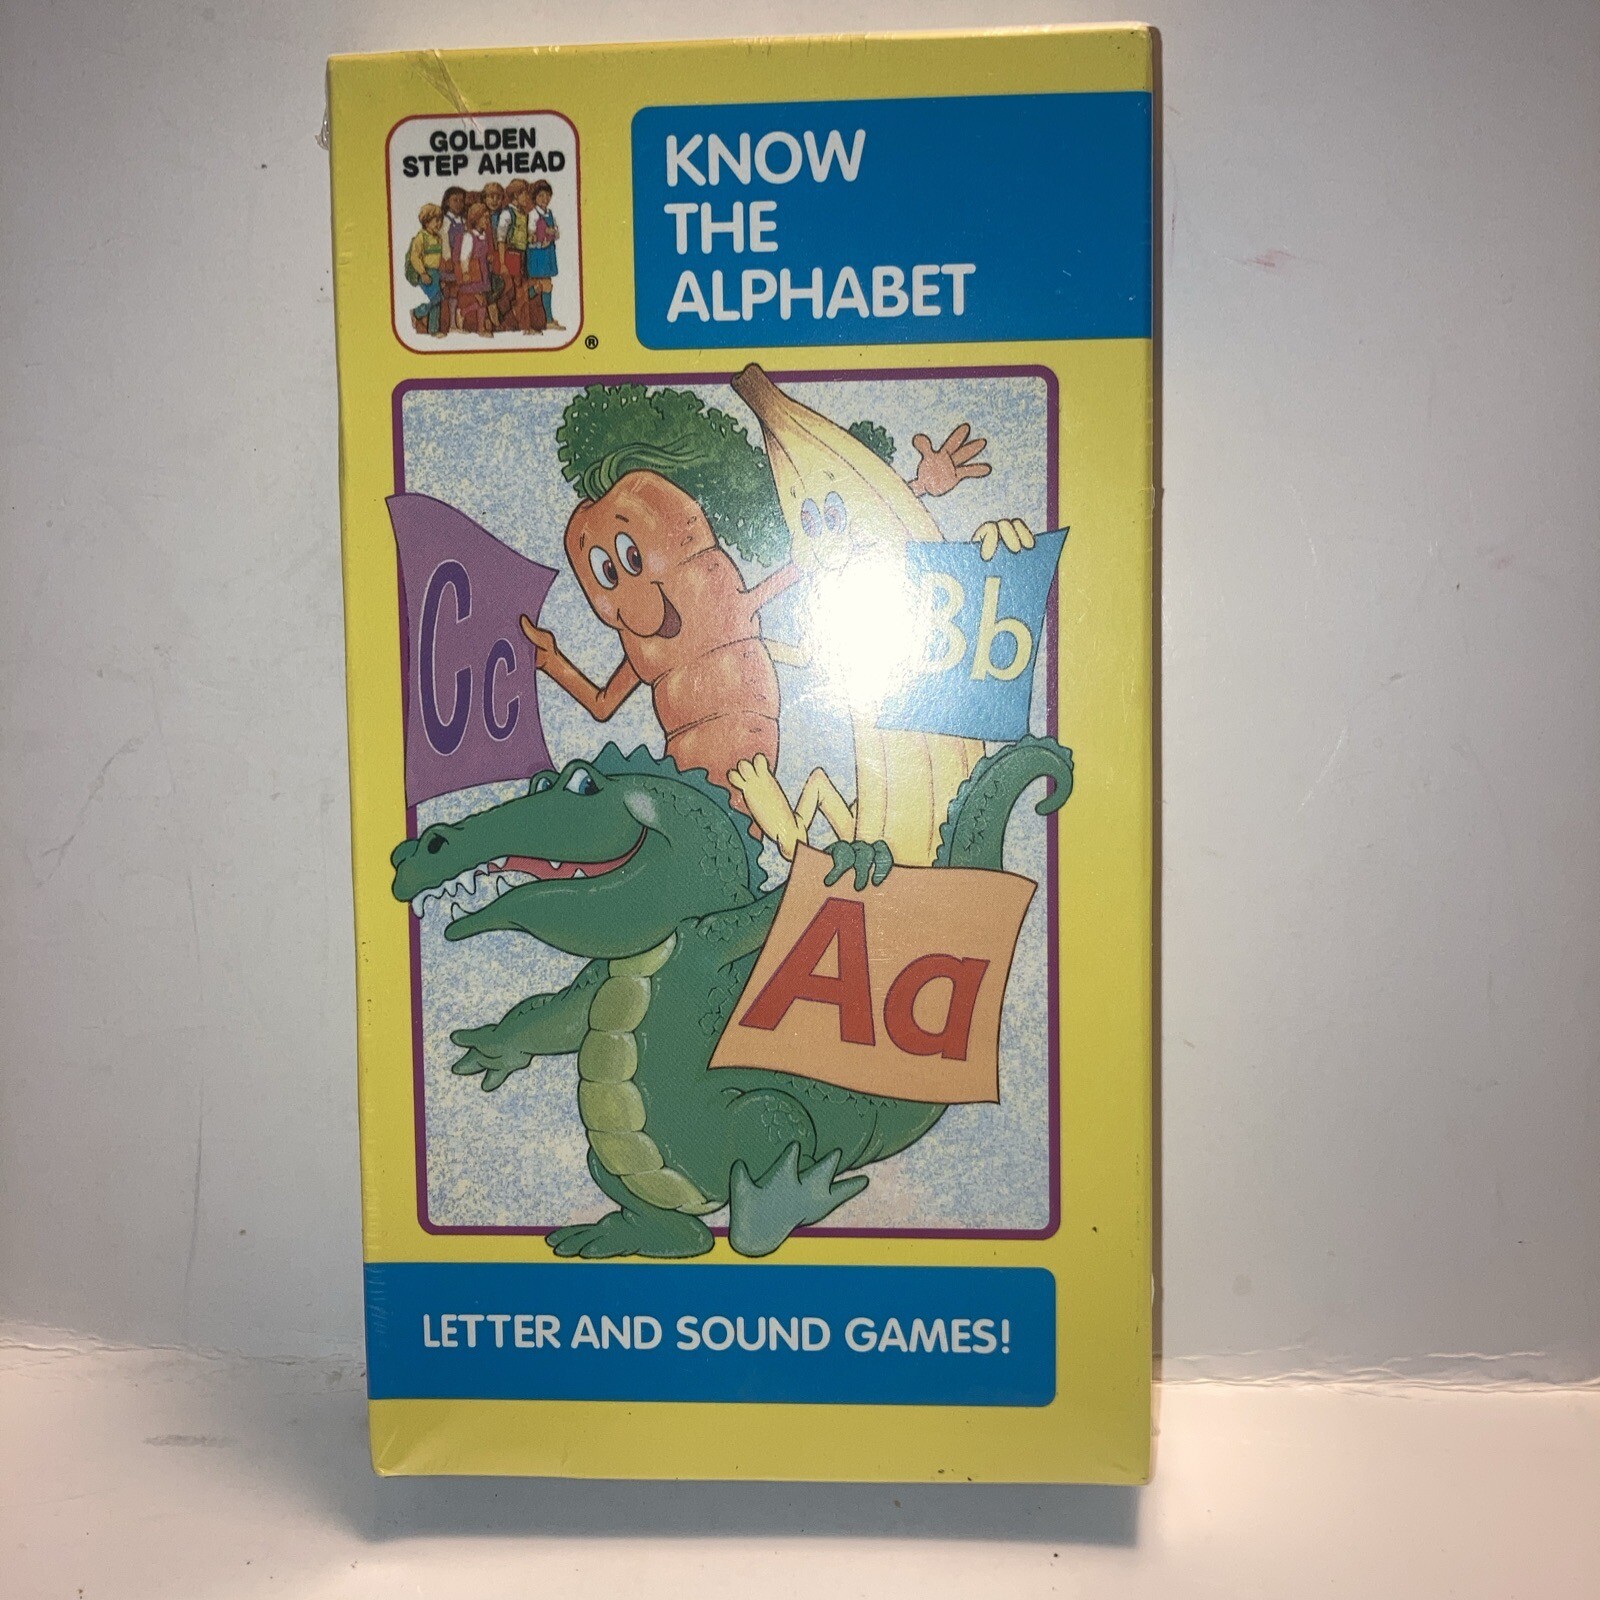 GOLDEN
STEP AHEAD
®
KNOW
THE
ALPHABET
Cc
Bb
Aa
LETTER AND SOUND GAMES!